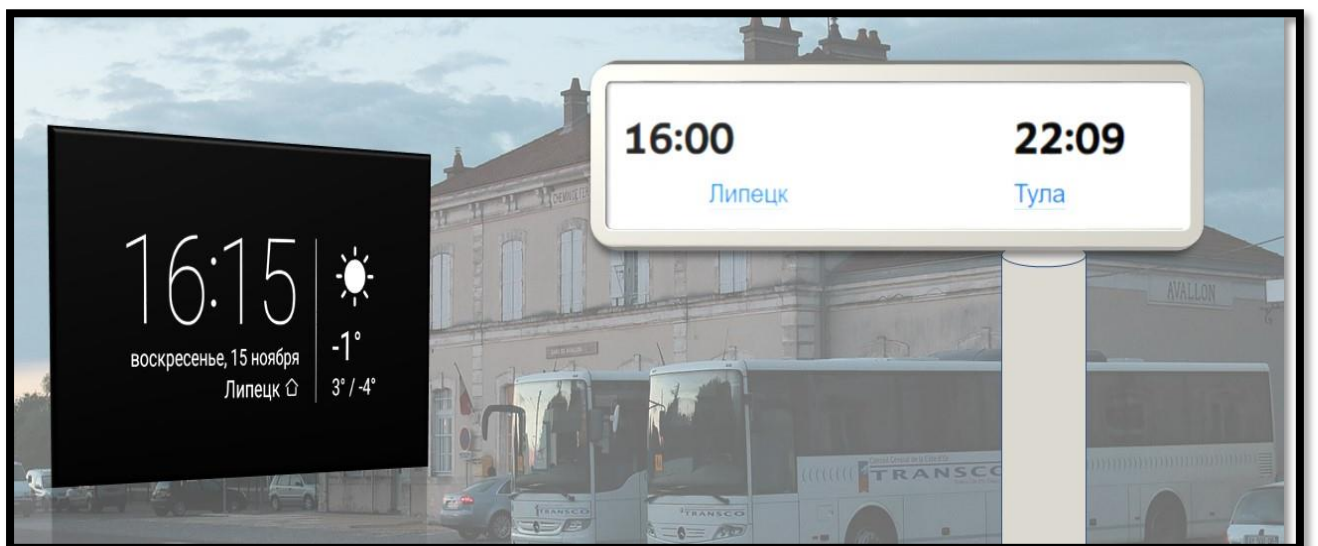 16:15
воскресенье, 15 ноября
Липецк
-1°
3° / -4°
16:00 22:09
Липецк Тула
AVALLON
TRANSCO
TRANSCO
TRANSCO